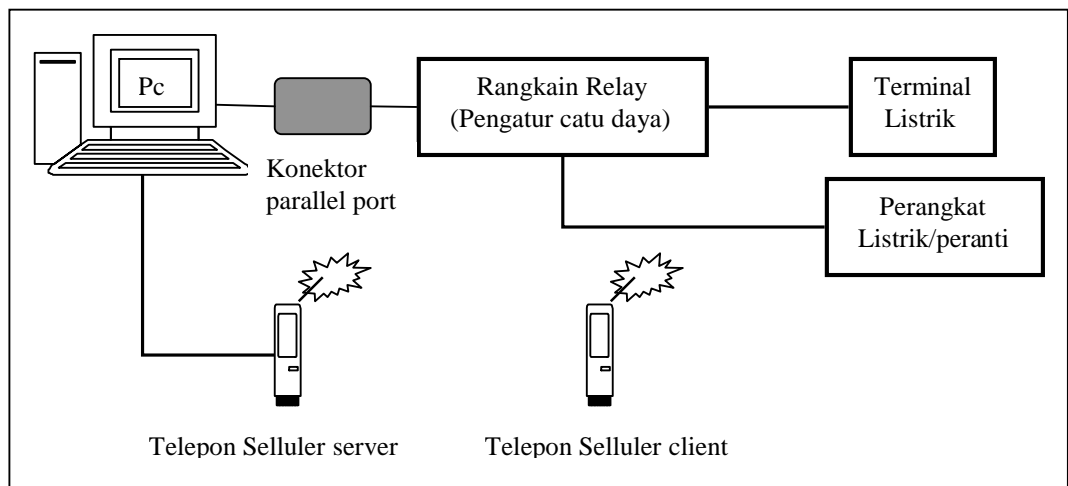 Pc
Konektor
parallel port
Rangkain Relay
(Pengatur catu daya)
Terminal
Listrik
Perangkat
Listrik/peranti
Telepon Selluler server
Telepon Selluler client